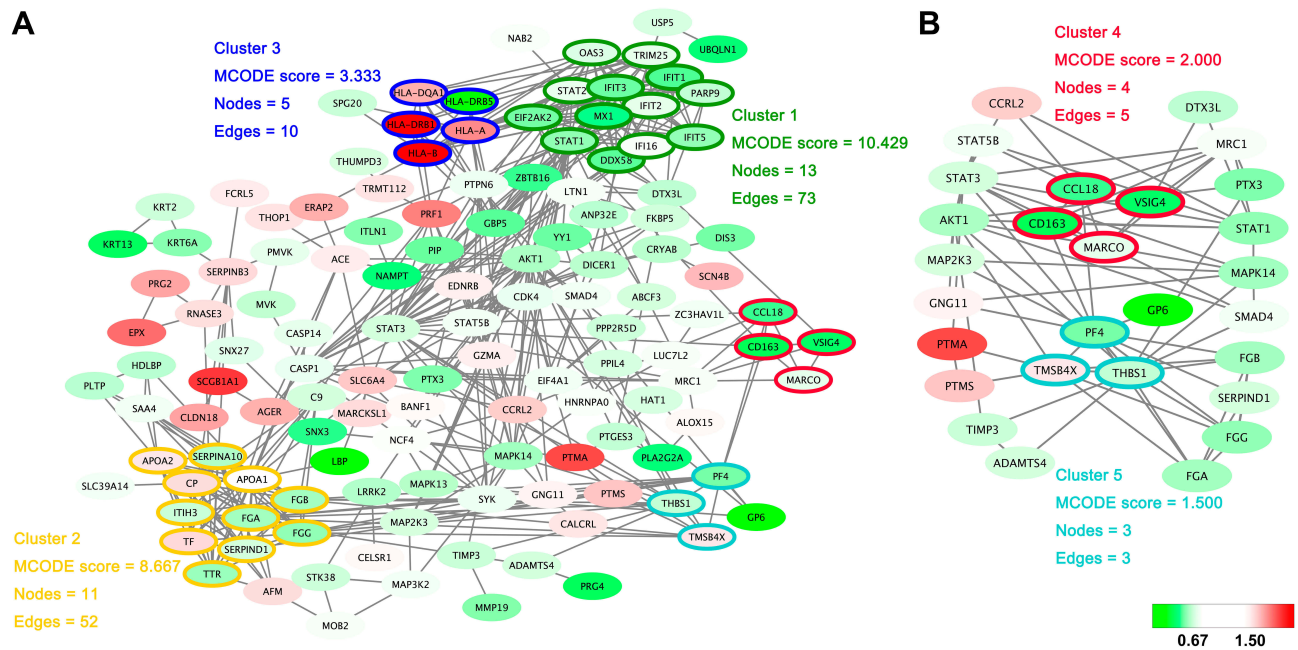 A
B
Cluster 3
MCODE score = 3.333
Nodes = 5
Edges = 10
Cluster 1
MCODE score = 10.429
Nodes = 13
Edges = 73
Cluster 2
MCODE score = 8.667
Nodes = 11
Edges = 52
USP5
NAB2
UBQLN1
OAS3
TRIM25
IFIT1
STAT2
IFIT3
PARP9
IFIT2
EIF2AK2
MX1
STAT1
IFIT5
IFI16
DDX58
HLA-DQA1
HLA-DRB5
SPG20
HLA-DRB1
HLA-A
HLA-B
THUMPD3
TRMT112
PTPN6
ZBTB16
LTN1
DTX3L
FCRL5
KRT2
THOP1
ERAP2
PRF1
GBP5
ANP32E
FKBP5
KRT13
KRT6A
ITLN1
PIP
YY1
CRYAB
DIS3
PMVK
ACE
AKT1
DICER1
SERPINB3
NAMPT
SCN4B
PRG2
EDNRB
CDK4
SMAD4
ABCF3
RNASE3
MVK
ZC3HAV1L
CCL18
EPX
CASP14
STAT3
STAT5B
PPP2R5D
VSIG4
CD163
SNX27
GZMA
LUC7L2
HDLBP
CASP1
PPIL4
PLTP
SCGB1A1
SLC6A4
PTX3
EIF4A1
MRC1
MARCO
C9
SAA4
AGER
MARCKSL1
BANF1
CCRL2
HNRNPA0
HAT1
CLDN18
SNX3
ALOX15
NCF4
PTGES3
APOA2
SERPINA10
LBP
MAPK14
PTMA
PLA2G2A
SLC39A14
CP
APOA1
PF4
LRRK2
MAPK13
FGB
SYK
GNG11
PTMS
THBS1
ITIH3
FGA
GP6
MAP2K3
CALCRL
FGG
TF
SERPIND1
TMSB4X
CELSR1
TIMP3
ADAMTS4
TTR
STK38
MAP3K2
AFM
PRG4
MMP19
MOB2
Cluster 4
MCODE score = 2.000
Nodes = 4
Edges = 5
CCRL2
DTX3L
STAT5B
MRC1
STAT3
CCL18
PTX3
VSIG4
AKT1
CD163
STAT1
MARCO
MAP2K3
MAPK14
GNG11
GP6
SMAD4
PF4
PTMA
FGB
TMSB4X
THBS1
PTMS
SERPIND1
TIMP3
FGG
ADAMTS4
FGA
Cluster 5
MCODE score = 1.500
Nodes = 3
Edges = 3
0.67
1.50